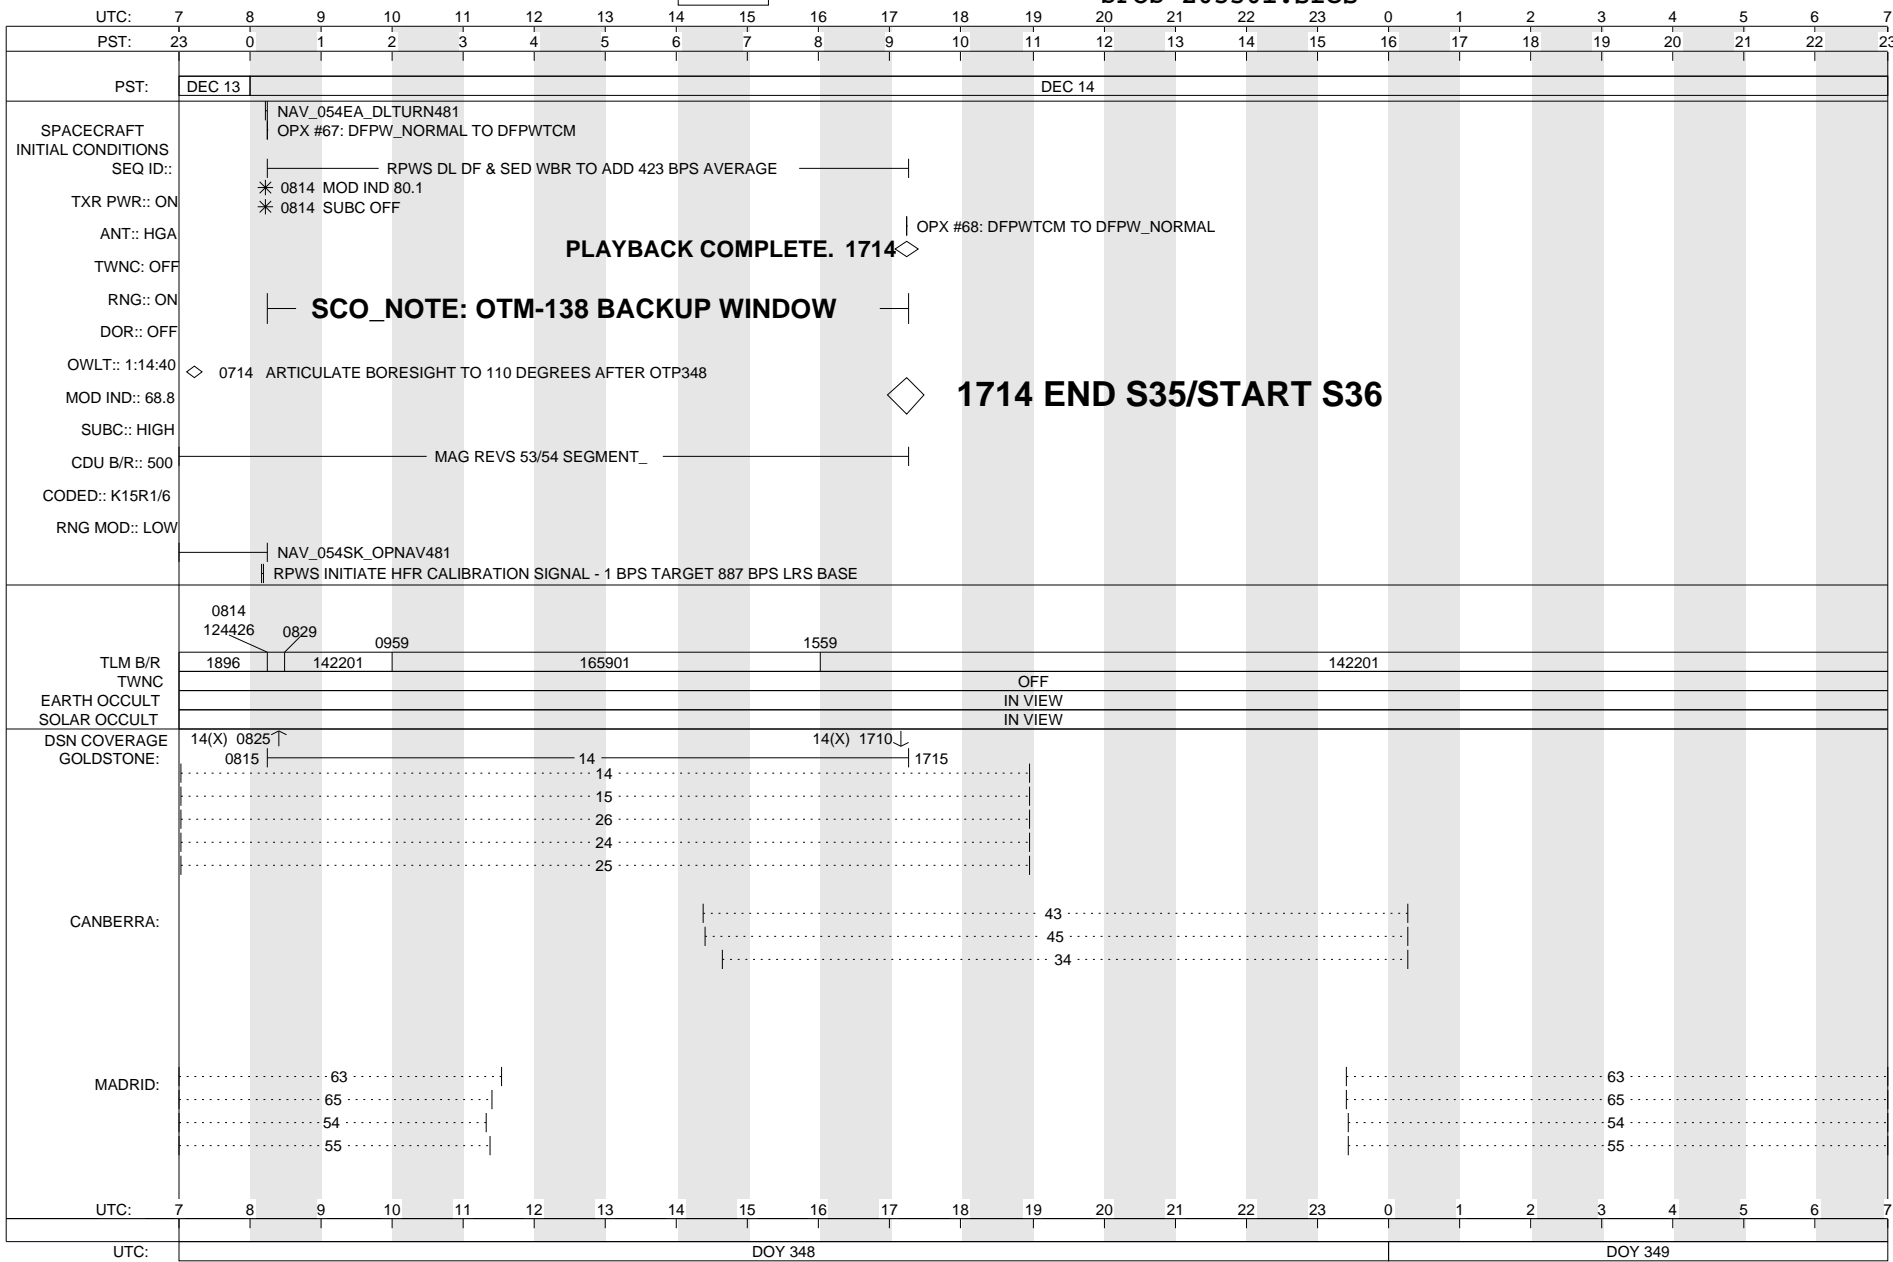 UTC: 7 8 9 10 11 12 13 14 15 16 17 18 19 20 21 22 23 0 1 2 3 4 5 6 7
PST: 23 0 1 2 3 4 5 6 7 8 9 10 11 12 13 14 15 16 17 18 19 20 21 22 23
PST: DEC 13 DEC 14
NAV_054EA_DLTURN481
SPACECRAFT OPX #67: DFPW_NORMAL TO DFPWTCM
INITIAL CONDITIONS
SEQ ID:: RPWS DL DF & SED WBR TO ADD 423 BPS AVERAGE
0814 MOD IND 80.1
TXR PWR:: ON
0814 SUBC OFF
OPX #68: DFPWTCM TO DFPW_NORMAL
ANT:: HGA
PLAYBACK COMPLETE. 1714
TWNC: OFF
RNG:: ON
SCO_NOTE: OTM-138 BACKUP WINDOW
DOR:: OFF
OWLT:: 1:14:40
0714 ARTICULATE BORESIGHT TO 110 DEGREES AFTER OTP348
MOD IND:: 68.8
1714 END S35/START S36
SUBC:: HIGH
CDU B/R:: 500
MAG REVS 53/54 SEGMENT_
CODED:: K15R1/6
RNG MOD:: LOW
NAV_054SK_OPNAV481
RPWS INITIATE HFR CALIBRATION SIGNAL - 1 BPS TARGET 887 BPS LRS BASE
0814
124426 0829
0959 1559
TLM B/R 1896 142201 165901 142201
TWNC OFF
EARTH OCCULT IN VIEW
SOLAR OCCULT IN VIEW
DSN COVERAGE 14(X) 0825 14(X) 1710
GOLDSTONE: 0815 14 1715
14
15
26
24
25
CANBERRA: 43
45
34
MADRID: 63 63
65 65
54 54
55 55
UTC: 7 8 9 10 11 12 13 14 15 16 17 18 19 20 21 22 23 0 1 2 3 4 5 6 7
UTC: DOY 348 DOY 349